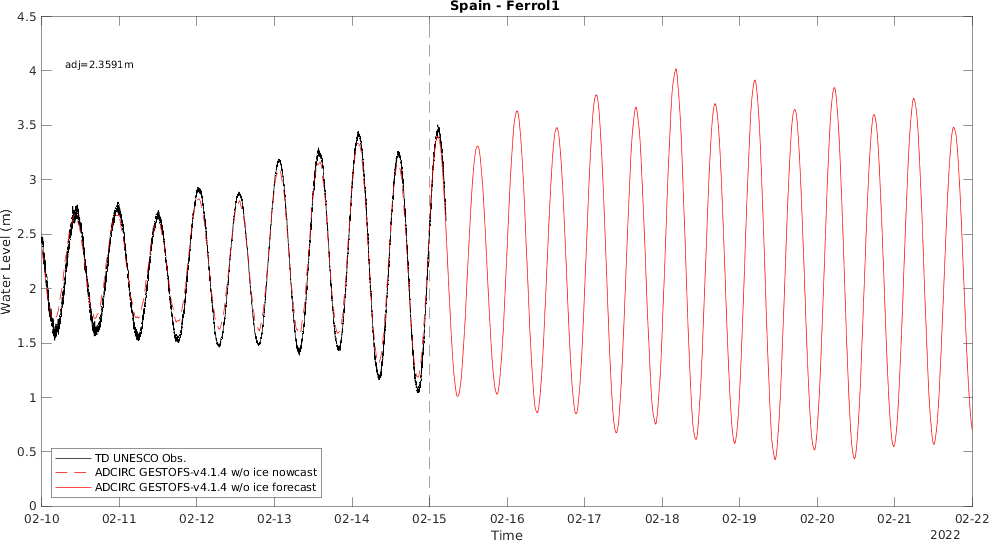 Spain - Ferrol1
4.5
4
3.5
3
2.5
2
1.5
1
0.5
0
Water Level (m)
adj=2.3591m
TD UNESCO Obs.
ADCIRC GESTOFS-v4.1.4 w/o ice nowcast
ADCIRC GESTOFS-v4.1.4 w/o ice forecast
02-10 02-11 02-12 02-13 02-14 02-15 02-16 02-17 02-18 02-19 02-20 02-21 02-22
Time
2022